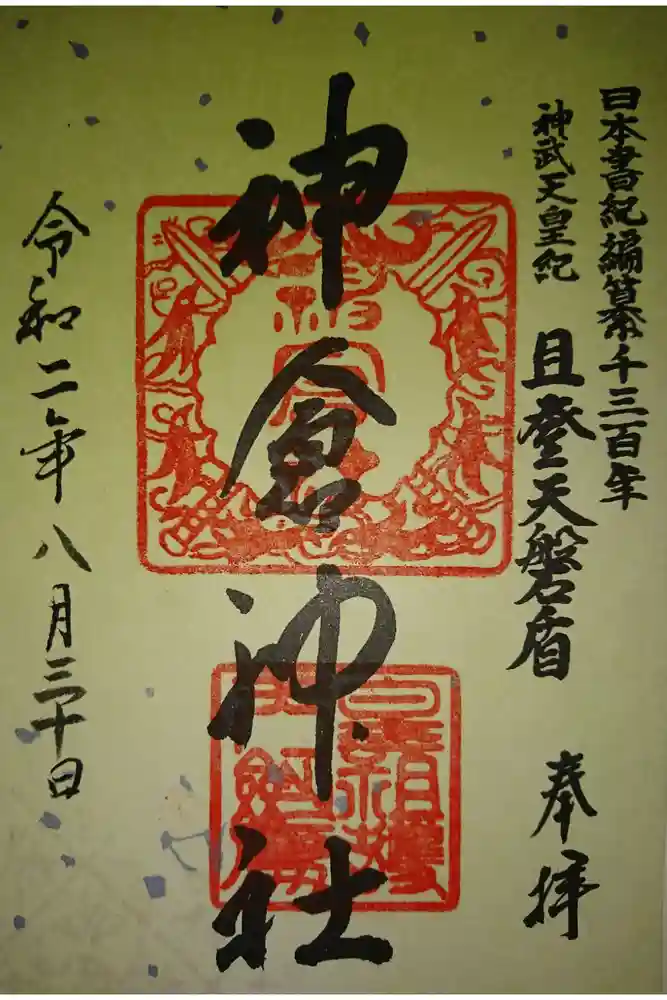 日本書紀編纂千三百年
神武天皇紀 且登天磐盾 奉拝
神倉神社
令和二年八月三十日